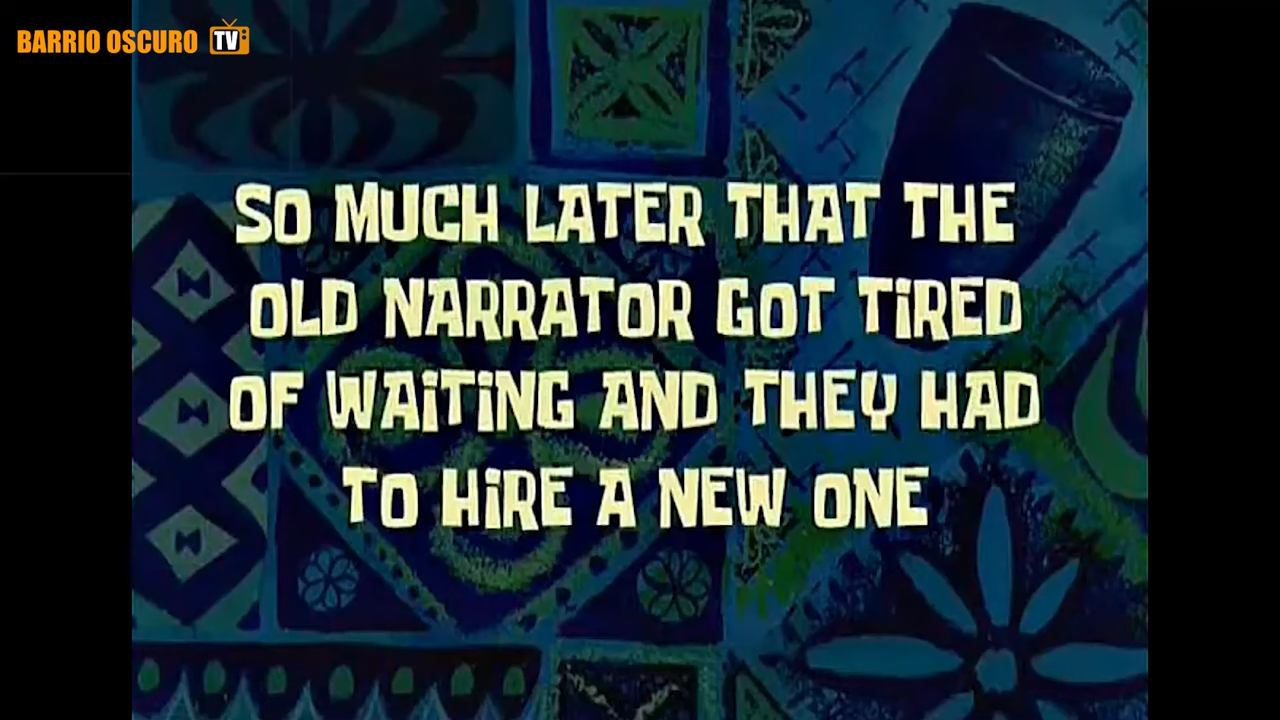 BARRIO OSCURO TV
SO MUCH LATER THAT THE
OLD NARRATOR GOT TiRED
OF WAiTiNG AND THEY HAD
TO HiRE A NEW ONE